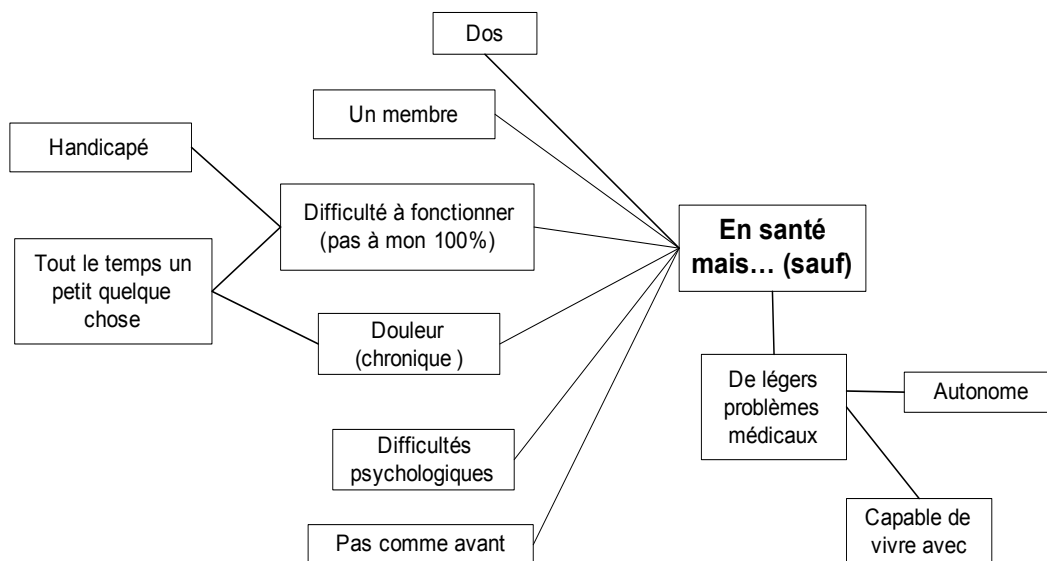 Dos
Un membre
Handicapé
Difficulté à fonctionner
(pas à mon 100%)
En santé
mais… (sauf)
Tout le temps un
petit quelque
chose
Douleur
(chronique )
De légers
problèmes
médicaux
Autonome
Difficultés
psychologiques
Capable de
vivre avec
Pas comme avant